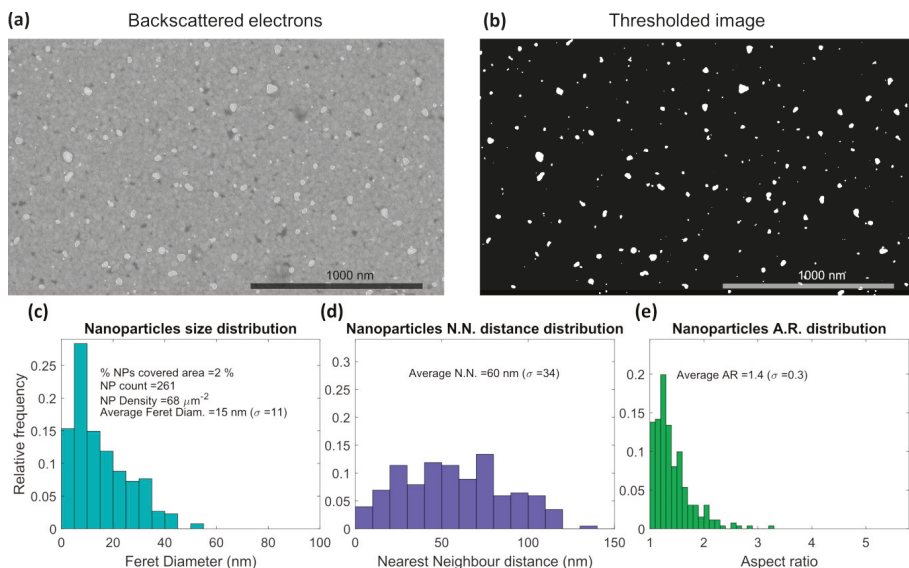 (a) Backscattered electrons
(b) Thresholded image
1000 nm
1000 nm
(c)
Nanoparticles size distribution
% NPs covered area =2 %
NP count =261
NP Density =68 μm⁻²
Average Feret Diam. =15 nm (σ =11)
Relative frequency
0.25
0.2
0.15
0.1
0.05
0
0 20 40 60 80 100
Feret Diameter (nm)
(d)
Nanoparticles N.N. distance distribution
Average N.N. =60 nm (σ =34)
0.3
0.25
0.2
0.15
0.1
0.05
0
0 50 100 150
Nearest Neighbour distance (nm)
(e)
Nanoparticles A.R. distribution
Average AR =1.4 (σ =0.3)
0.2
0.15
0.1
0.05
0
1 2 3 4 5
Aspect ratio